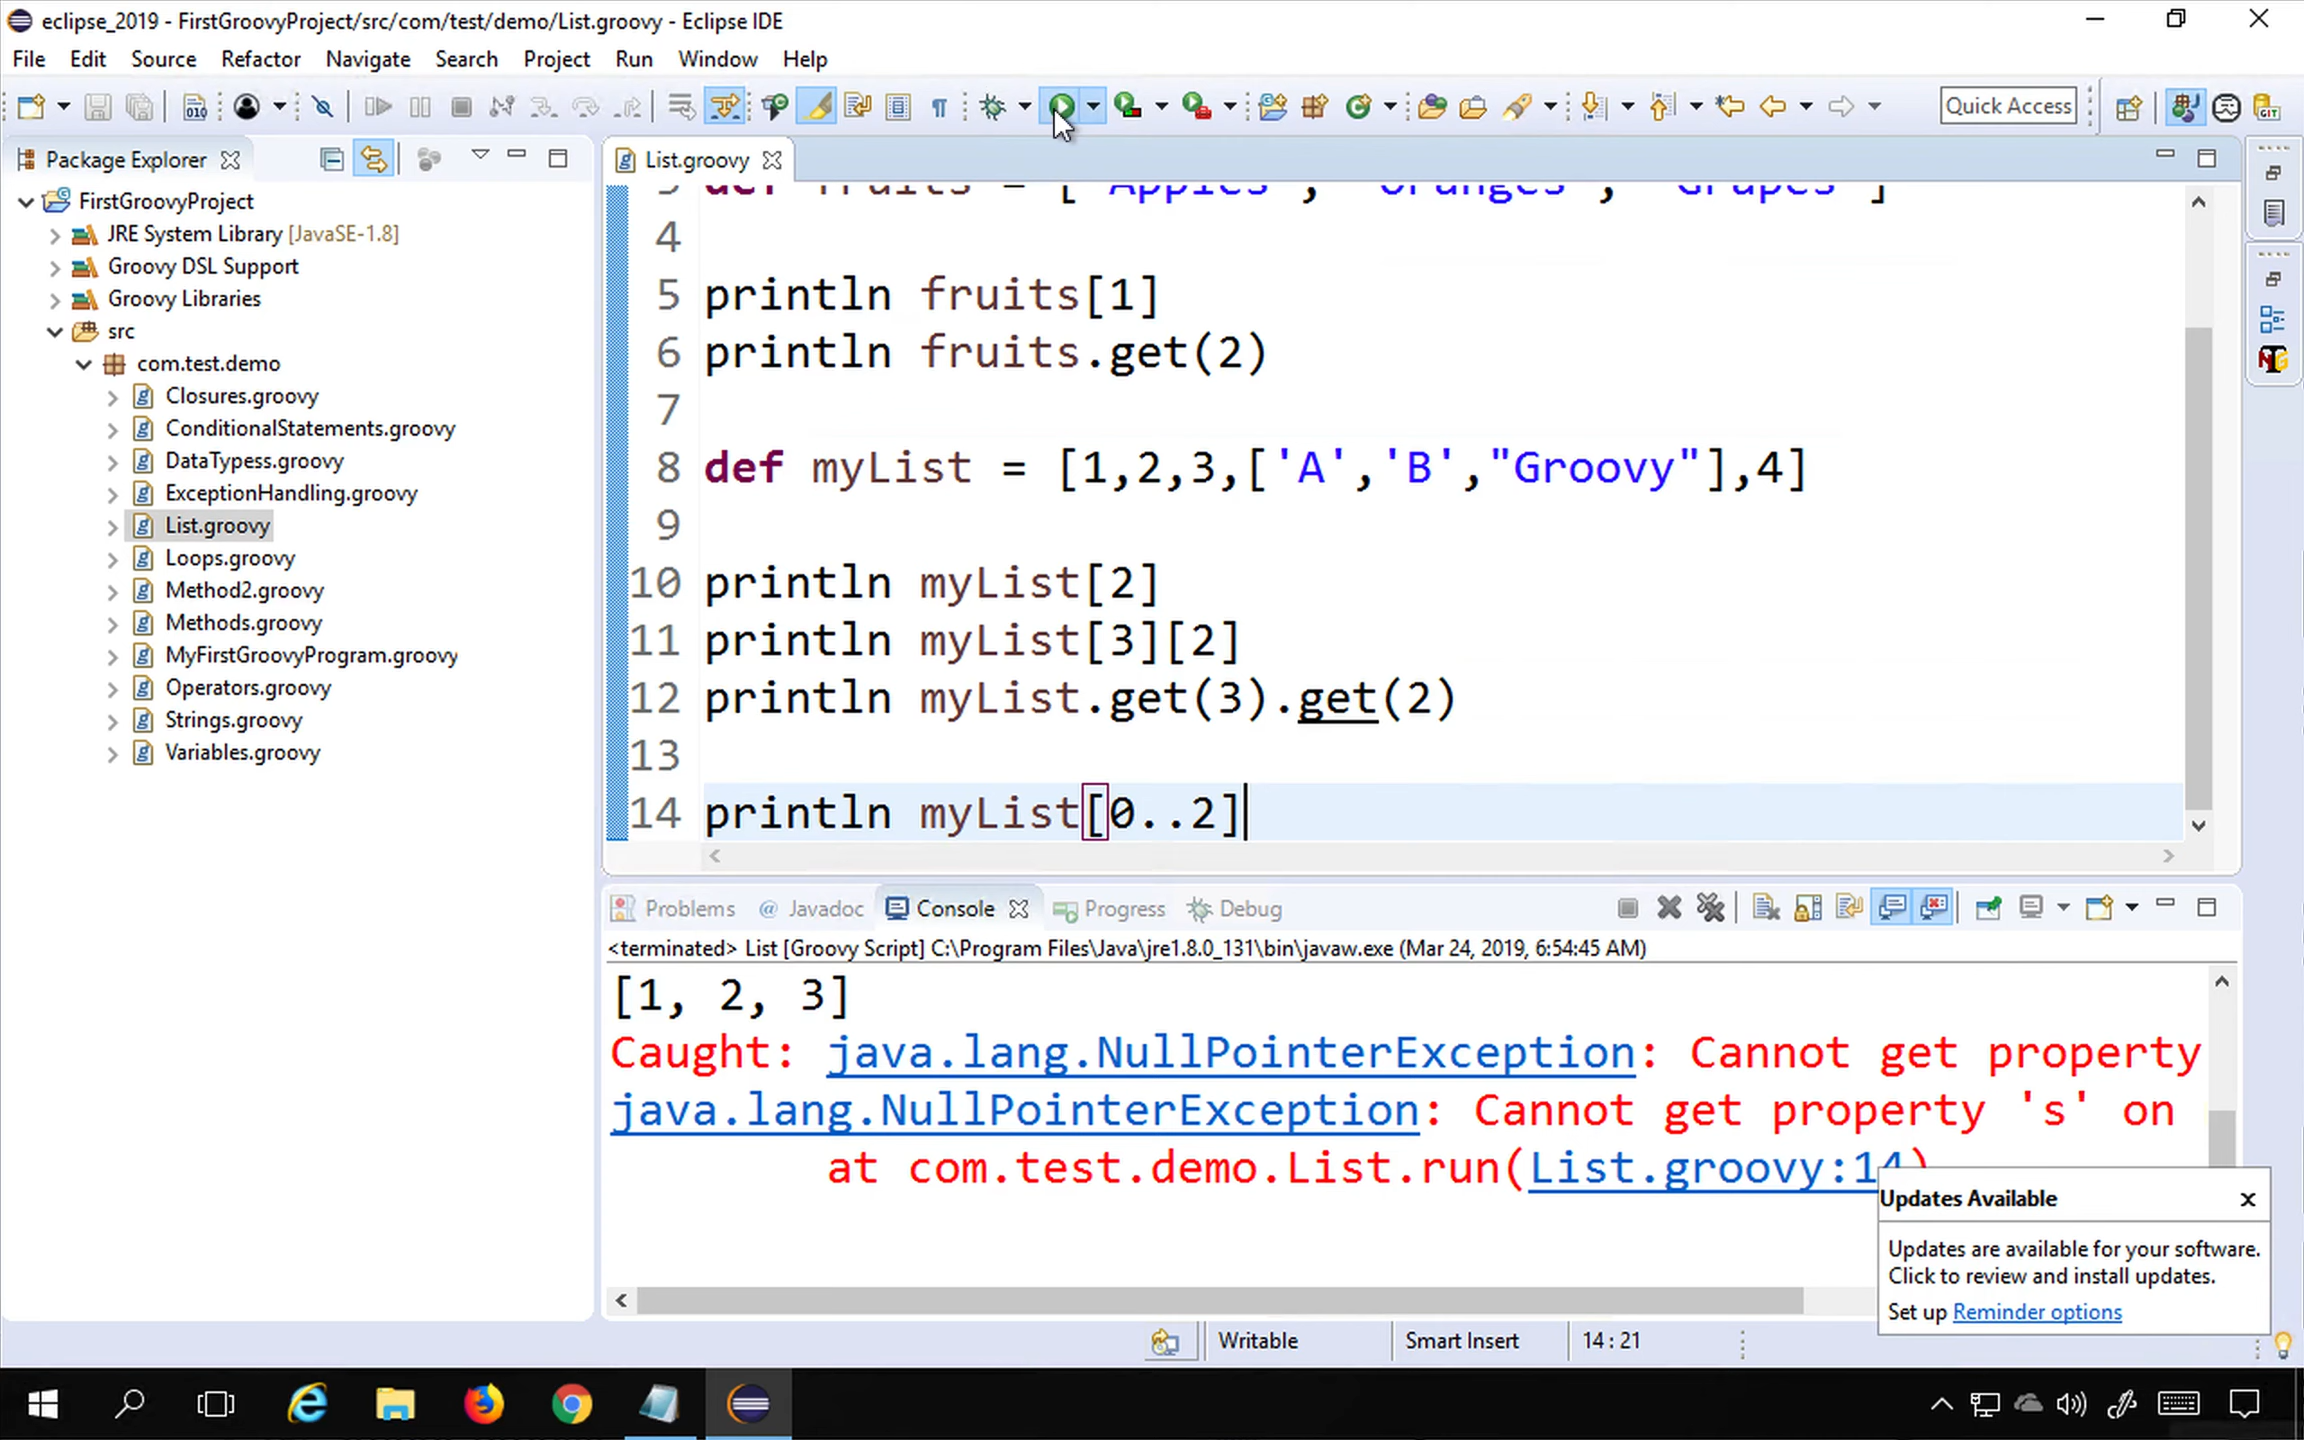 eclipse_2019 - FirstGroovyProject/src/com/test/demo/List.groovy - Eclipse IDE
File Edit Source Refactor Navigate Search Project Run Window Help
Quick Access
Package Explorer
FirstGroovyProject
JRE System Library [JavaSE-1.8]
Groovy DSL Support
Groovy Libraries
src
com.test.demo
Closures.groovy
ConditionalStatements.groovy
DataTypess.groovy
ExceptionHandling.groovy
List.groovy
Loops.groovy
Method2.groovy
Methods.groovy
MyFirstGroovyProgram.groovy
Operators.groovy
Strings.groovy
Variables.groovy
List.groovy
3 def fruits = ["Apples", "Oranges", "Grapes"]
4
5 println fruits[1]
6 println fruits.get(2)
7
8 def myList = [1,2,3,['A','B',"Groovy"],4]
9
10 println myList[2]
11 println myList[3][2]
12 println myList.get(3).get(2)
13
14 println myList[0..2]
Problems Javadoc Console Progress Debug
<terminated> List [Groovy Script] C:\Program Files\Java\jre1.8.0_131\bin\javaw.exe (Mar 24, 2019, 6:54:45 AM)
[1, 2, 3]
Caught: java.lang.NullPointerException: Cannot get property
java.lang.NullPointerException: Cannot get property 's' on
at com.test.demo.List.run(List.groovy:14)
Updates Available
Updates are available for your software.
Click to review and install updates.
Set up Reminder options
Writable Smart Insert 14 : 21